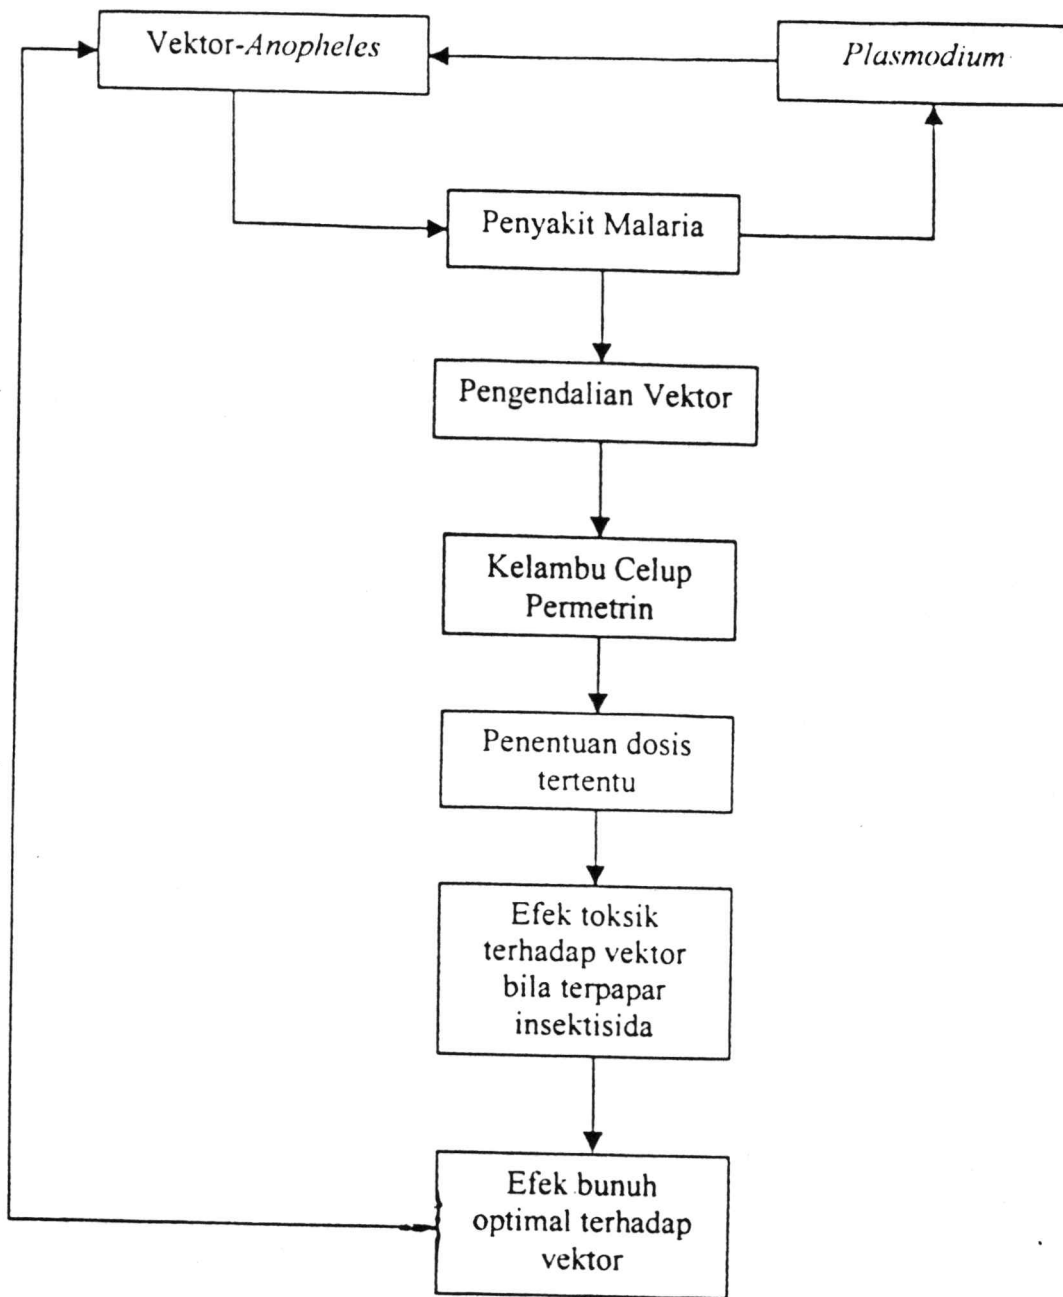 Vektor-Anopheles
Plasmodium
Penyakit Malaria
Pengendalian Vektor
Kelambu Celup
Permetrin
Penentuan dosis
tertentu
Efek toksik
terhadap vektor
bila terpapar
insektisida
Efek bunuh
optimal terhadap
vektor